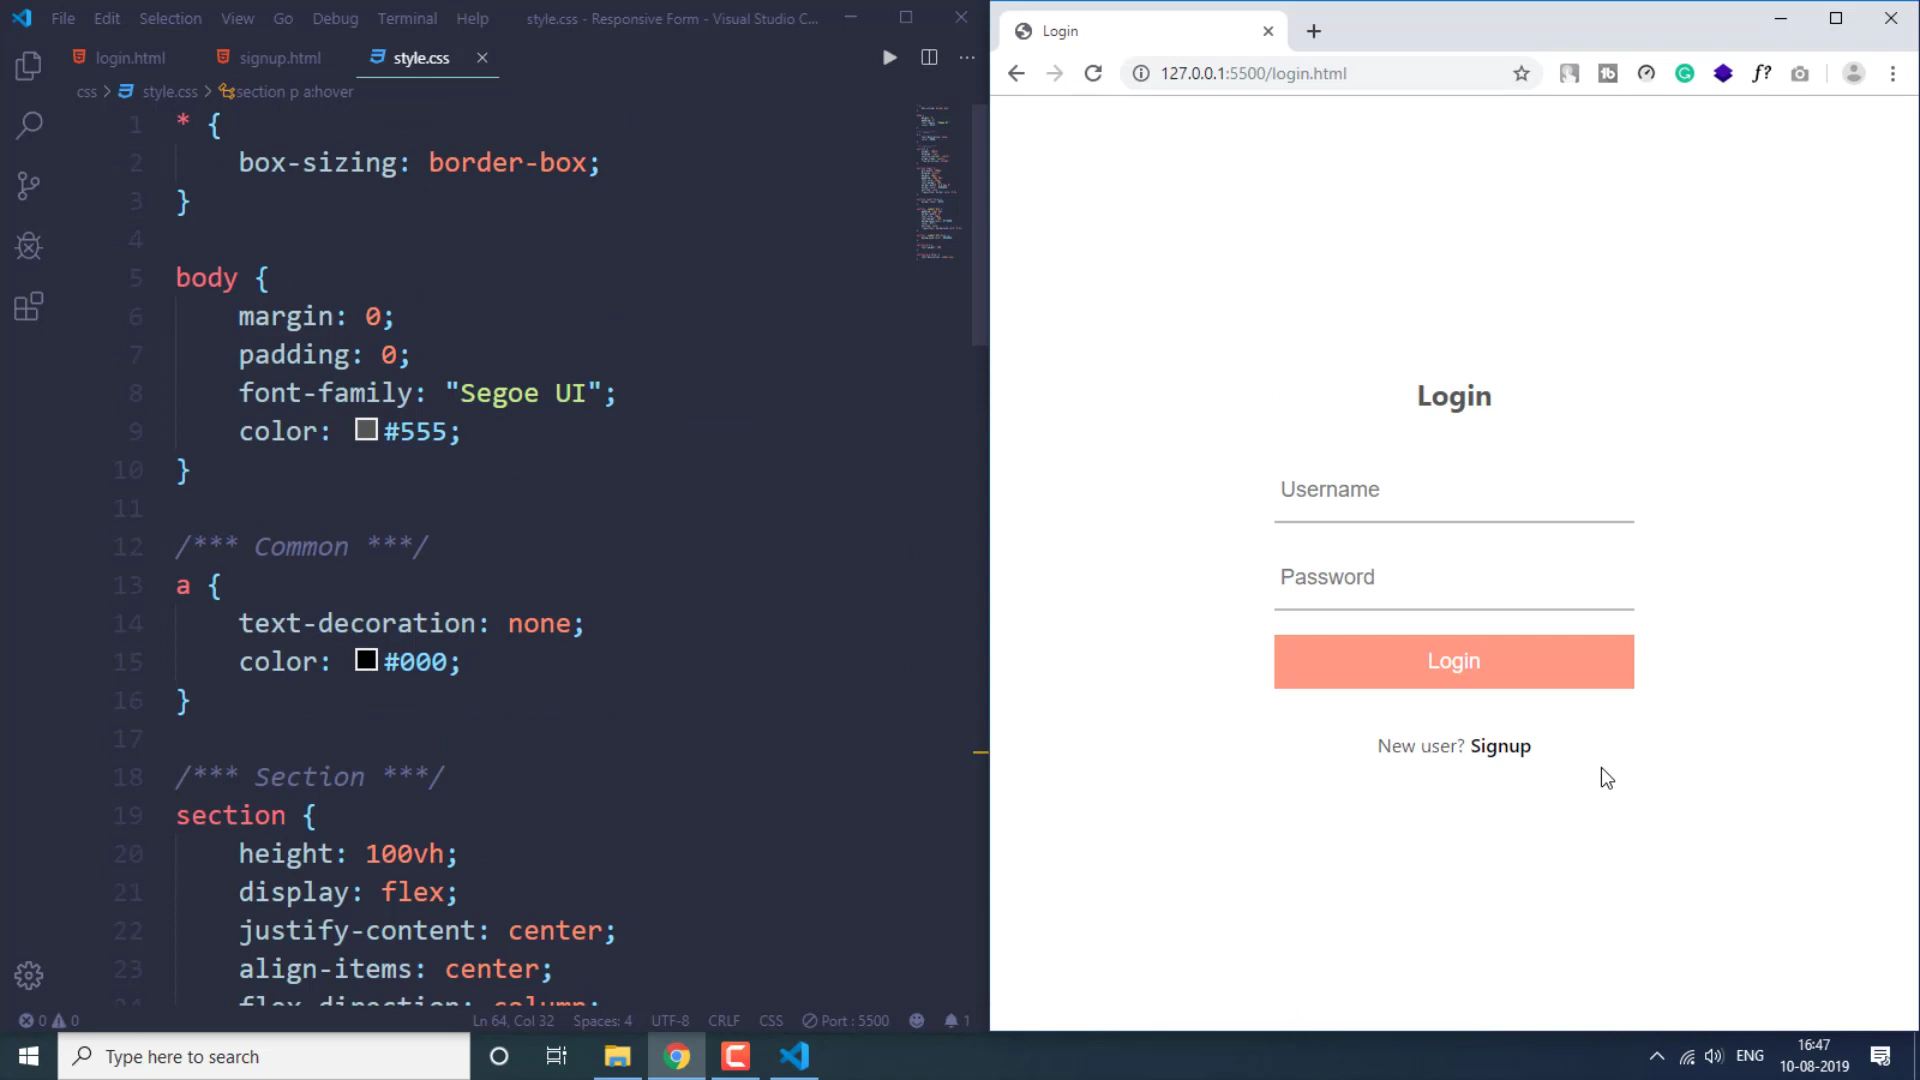 File Edit Selection View Go Debug Terminal Help style.css - Responsive Form - Visual Studio C...
login.html signup.html style.css
css > style.css > section p a:hover
1 * {
2 box-sizing: border-box;
3 }
4
5 body {
6 margin: 0;
7 padding: 0;
8 font-family: "Segoe UI";
9 color: #555;
10 }
11
12 /*** Common ***/
13 a {
14 text-decoration: none;
15 color: #000;
16 }
17
18 /*** Section ***/
19 section {
20 height: 100vh;
21 display: flex;
22 justify-content: center;
23 align-items: center;
24 flex-direction: column;
0 0 Ln 64, Col 32 Spaces: 4 UTF-8 CRLF CSS Port : 5500 1
Login
127.0.0.1:5500/login.html
f?
Login
Username
Password
Login
New user? Signup
Type here to search
ENG
16:47
10-08-2019